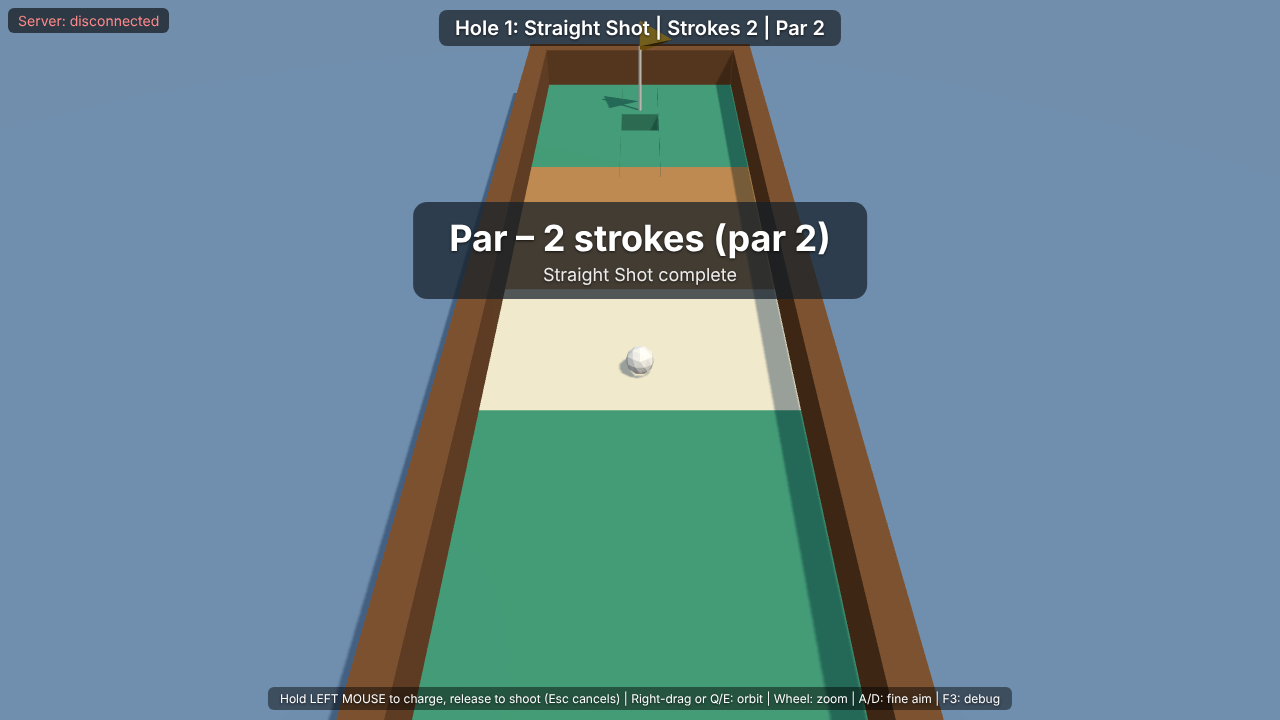 Server: disconnected
Hole 1: Straight Shot | Strokes 2 | Par 2
Par – 2 strokes (par 2)
Straight Shot complete
Hold LEFT MOUSE to charge, release to shoot (Esc cancels) | Right-drag or Q/E: orbit | Wheel: zoom | A/D: fine aim | F3: debug